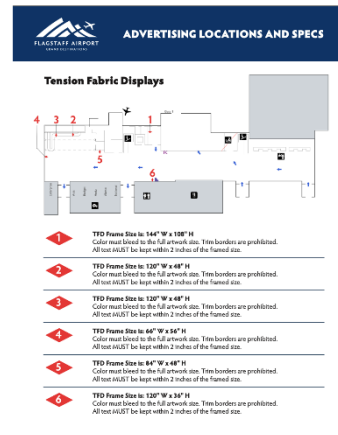 FLAGSTAFF AIRPORT
ADVERTISING LOCATIONS AND SPECS
Tension Fabric Displays
4 3 2 1
5
6
1
TFD Frame Size is: 144" W x 108" H
Color must bleed to the full artwork size. Trim borders are prohibited.
All text MUST be kept within 2 inches of the framed size.
2
TFD Frame Size is: 120" W x 48" H
Color must bleed to the full artwork size. Trim borders are prohibited.
All text MUST be kept within 2 inches of the framed size.
3
TFD Frame Size is: 120" W x 48" H
Color must bleed to the full artwork size. Trim borders are prohibited.
All text MUST be kept within 2 inches of the framed size.
4
TFD Frame Size is: 66" W x 56" H
Color must bleed to the full artwork size. Trim borders are prohibited.
All text MUST be kept within 2 inches of the framed size.
5
TFD Frame Size is: 84" W x 48" H
Color must bleed to the full artwork size. Trim borders are prohibited.
All text MUST be kept within 2 inches of the framed size.
6
TFD Frame Size is: 120" W x 36" H
Color must bleed to the full artwork size. Trim borders are prohibited.
All text MUST be kept within 2 inches of the framed size.